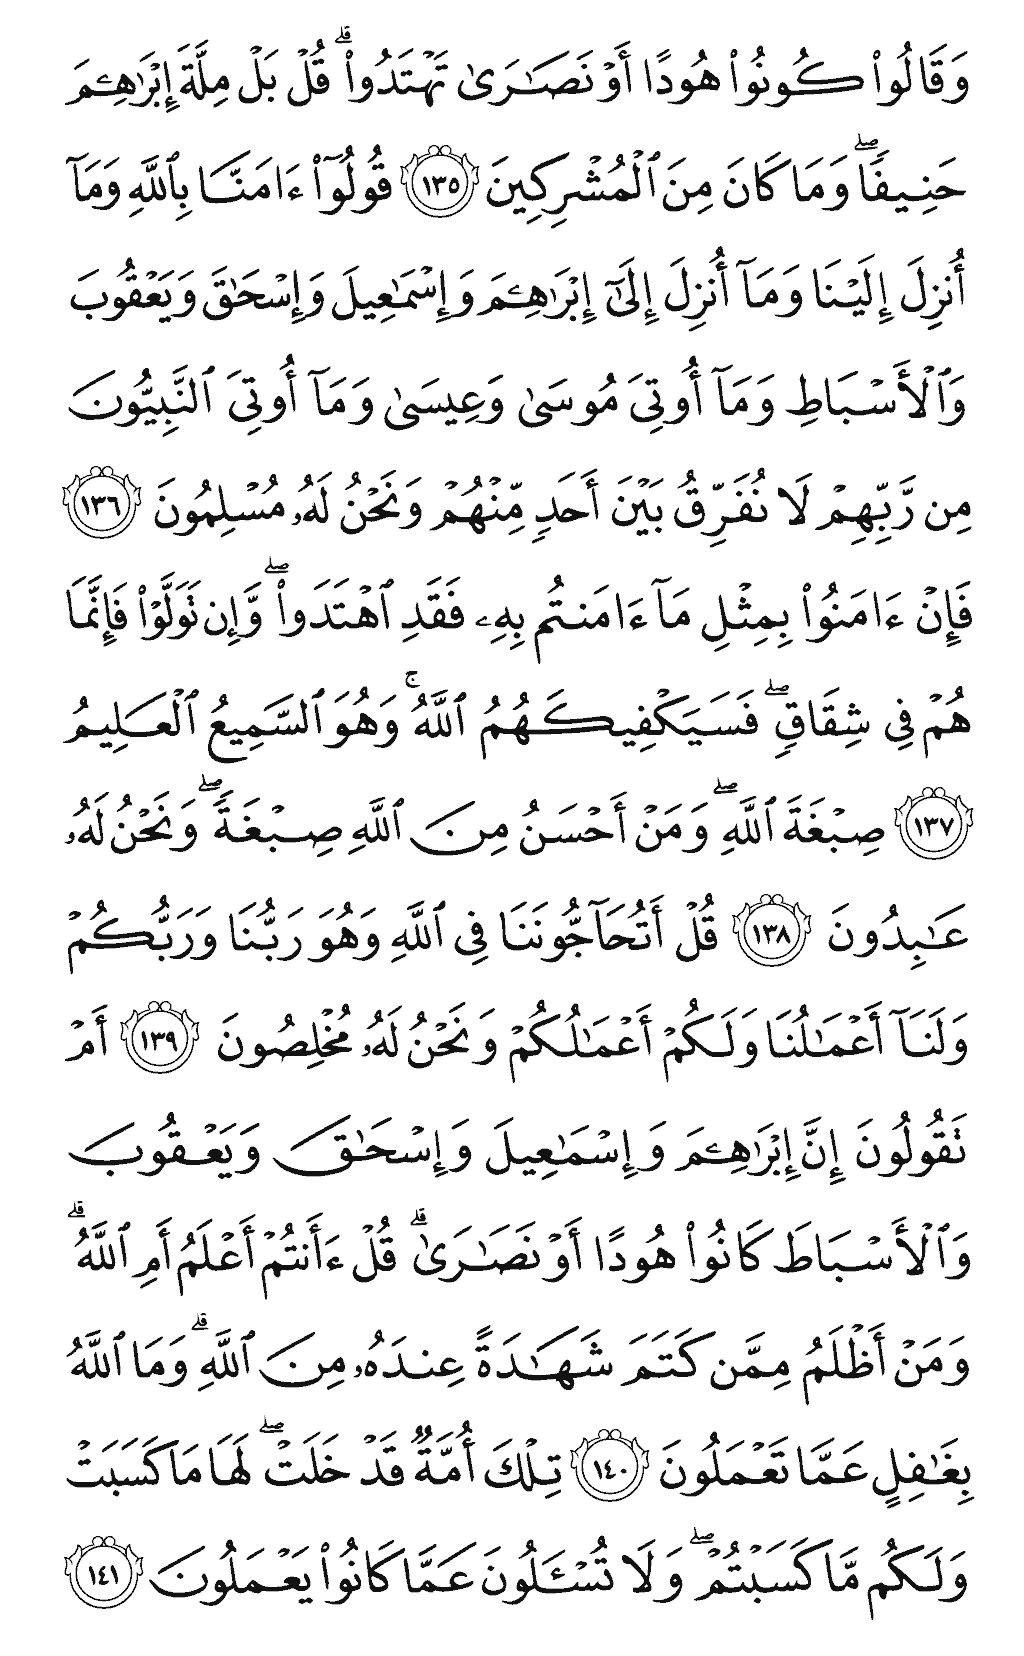 وَقَالُوا۟ كُونُوا۟ هُودًا أَوْ نَصَـٰرَىٰ تَهْتَدُوا۟ ۗ قُلْ بَلْ مِلَّةَ إِبْرَٰهِـۧمَ
حَنِيفًا ۖ وَمَا كَانَ مِنَ ٱلْمُشْرِكِينَ ١٣٥ قُولُوٓا۟ ءَامَنَّا بِٱللَّهِ وَمَآ
أُنزِلَ إِلَيْنَا وَمَآ أُنزِلَ إِلَىٰٓ إِبْرَٰهِـۧمَ وَإِسْمَـٰعِيلَ وَإِسْحَـٰقَ وَيَعْقُوبَ
وَٱلْأَسْبَاطِ وَمَآ أُوتِىَ مُوسَىٰ وَعِيسَىٰ وَمَآ أُوتِىَ ٱلنَّبِيُّونَ
مِن رَّبِّهِمْ لَا نُفَرِّقُ بَيْنَ أَحَدٍ مِّنْهُمْ وَنَحْنُ لَهُۥ مُسْلِمُونَ ١٣٦
فَإِنْ ءَامَنُوا۟ بِمِثْلِ مَآ ءَامَنتُم بِهِۦ فَقَدِ ٱهْتَدَوا۟ ۖ وَّإِن تَوَلَّوْا۟ فَإِنَّمَا
هُمْ فِى شِقَاقٍ ۖ فَسَيَكْفِيكَهُمُ ٱللَّهُ ۚ وَهُوَ ٱلسَّمِيعُ ٱلْعَلِيمُ
١٣٧ صِبْغَةَ ٱللَّهِ ۖ وَمَنْ أَحْسَنُ مِنَ ٱللَّهِ صِبْغَةً ۖ وَنَحْنُ لَهُۥ
عَـٰبِدُونَ ١٣٨ قُلْ أَتُحَآجُّونَنَا فِى ٱللَّهِ وَهُوَ رَبُّنَا وَرَبُّكُمْ
وَلَنَآ أَعْمَـٰلُنَا وَلَكُمْ أَعْمَـٰلُكُمْ وَنَحْنُ لَهُۥ مُخْلِصُونَ ١٣٩ أَمْ
تَقُولُونَ إِنَّ إِبْرَٰهِـۧمَ وَإِسْمَـٰعِيلَ وَإِسْحَـٰقَ وَيَعْقُوبَ
وَٱلْأَسْبَاطَ كَانُوا۟ هُودًا أَوْ نَصَـٰرَىٰ ۗ قُلْ ءَأَنتُمْ أَعْلَمُ أَمِ ٱللَّهُ ۗ
وَمَنْ أَظْلَمُ مِمَّن كَتَمَ شَهَـٰدَةً عِندَهُۥ مِنَ ٱللَّهِ ۗ وَمَا ٱللَّهُ
بِغَـٰفِلٍ عَمَّا تَعْمَلُونَ ١٤٠ تِلْكَ أُمَّةٌ قَدْ خَلَتْ ۖ لَهَا مَا كَسَبَتْ
وَلَكُم مَّا كَسَبْتُمْ ۖ وَلَا تُسْـَٔلُونَ عَمَّا كَانُوا۟ يَعْمَلُونَ ١٤١